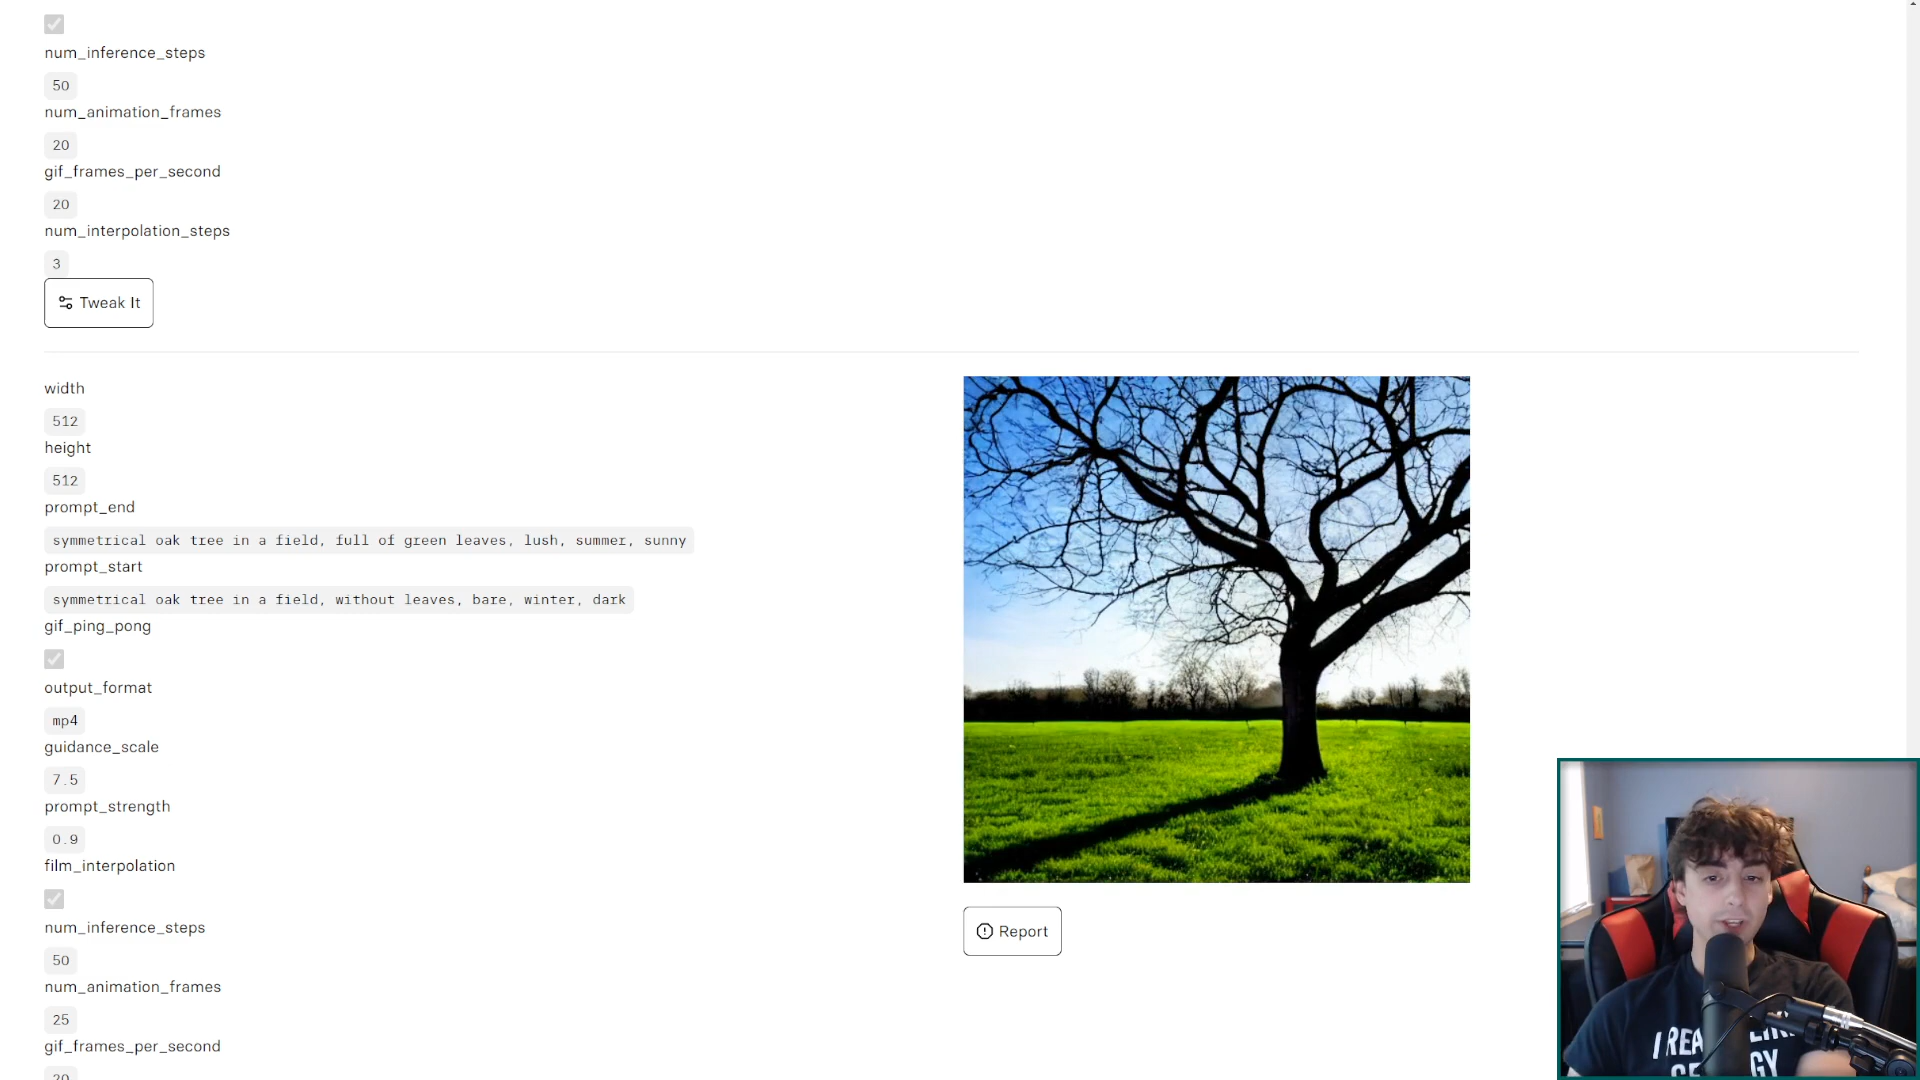 num_inference_steps
50
num_animation_frames
20
gif_frames_per_second
20
num_interpolation_steps
3
Tweak It
width
512
height
512
prompt_end
symmetrical oak tree in a field, full of green leaves, lush, summer, sunny
prompt_start
symmetrical oak tree in a field, without leaves, bare, winter, dark
gif_ping_pong
output_format
mp4
guidance_scale
7.5
prompt_strength
0.9
film_interpolation
num_inference_steps
50
num_animation_frames
25
gif_frames_per_second
20
Report
I REA